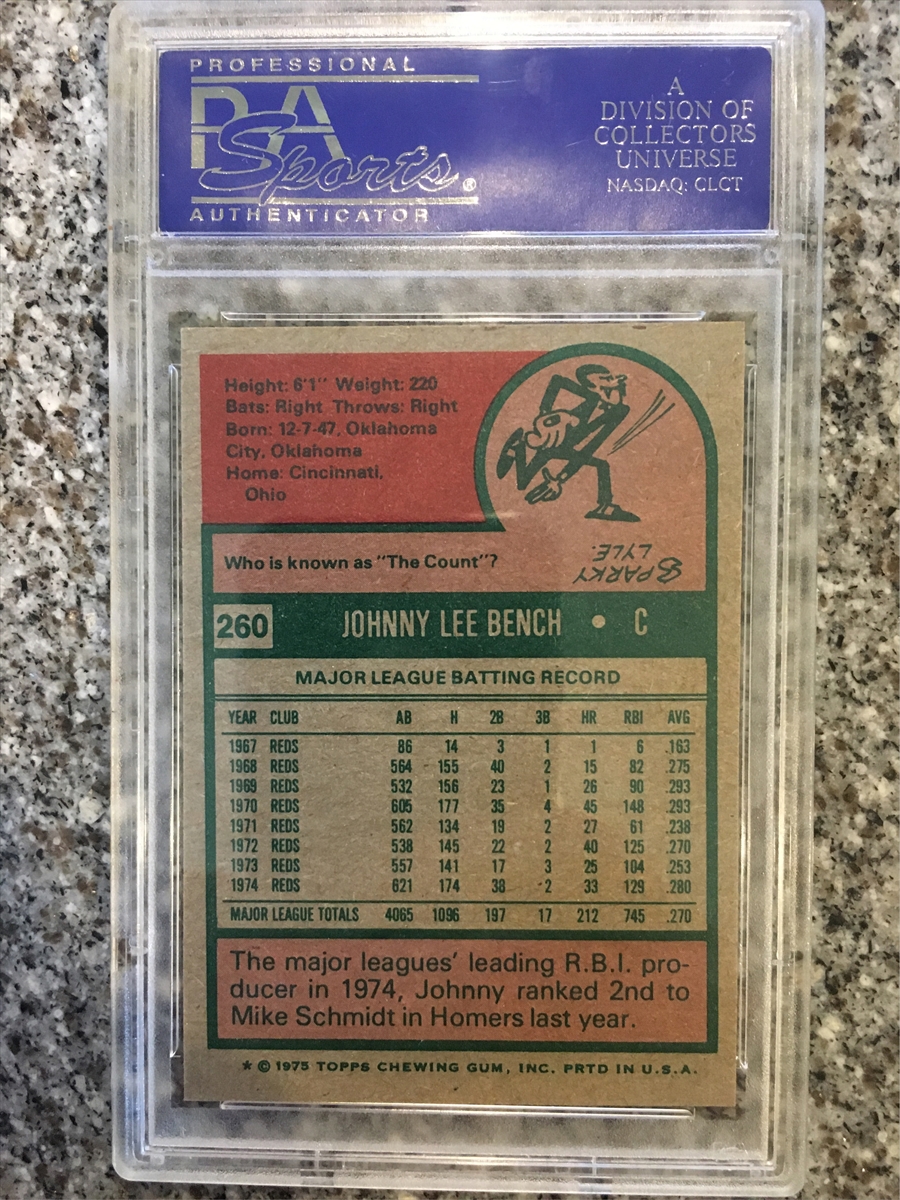 PROFESSIONAL
PSA
Sports®
AUTHENTICATOR
A
DIVISION OF
COLLECTORS
UNIVERSE
NASDAQ: CLCT
Height: 6'1" Weight: 220
Bats: Right Throws: Right
Born: 12-7-47, Oklahoma
City, Oklahoma
Home: Cincinnati,
Ohio
Who is known as "The Count"?
SPARKY
LYLE.
260 JOHNNY LEE BENCH • C
MAJOR LEAGUE BATTING RECORD
YEAR CLUB AB H 2B 3B HR RBI AVG
1967 REDS 86 14 3 1 1 6 .163
1968 REDS 564 155 40 2 15 82 .275
1969 REDS 532 156 23 1 26 90 .293
1970 REDS 605 177 35 4 45 148 .293
1971 REDS 562 134 19 2 27 61 .238
1972 REDS 538 145 22 2 40 125 .270
1973 REDS 557 141 17 3 25 104 .253
1974 REDS 621 174 38 2 33 129 .280
MAJOR LEAGUE TOTALS 4065 1096 197 17 212 745 .270
The major leagues' leading R.B.I. pro-
ducer in 1974, Johnny ranked 2nd to
Mike Schmidt in Homers last year.
* © 1975 TOPPS CHEWING GUM, INC. PRTD IN U.S.A.